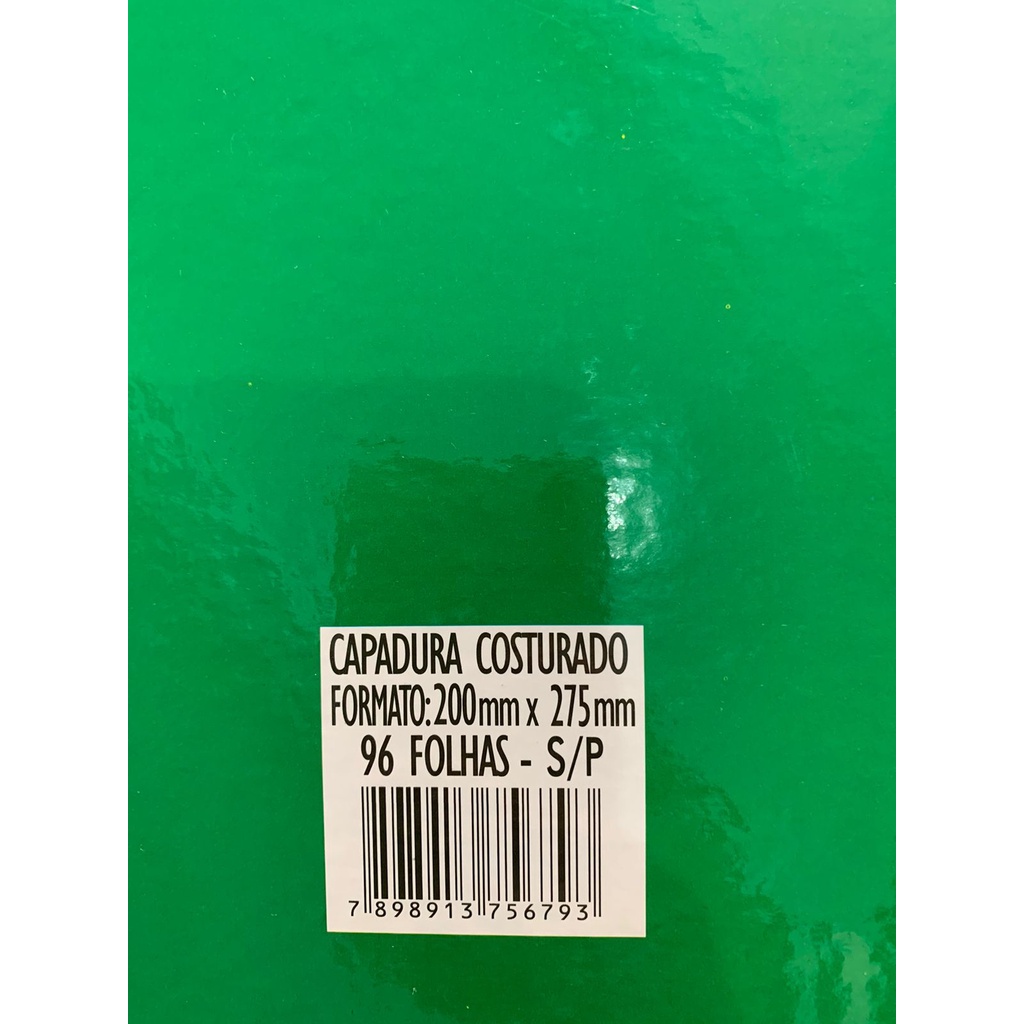 CAPADURA COSTURADO
FORMATO: 200mm x 275mm
96 FOLHAS - S/P
7 898913 756793